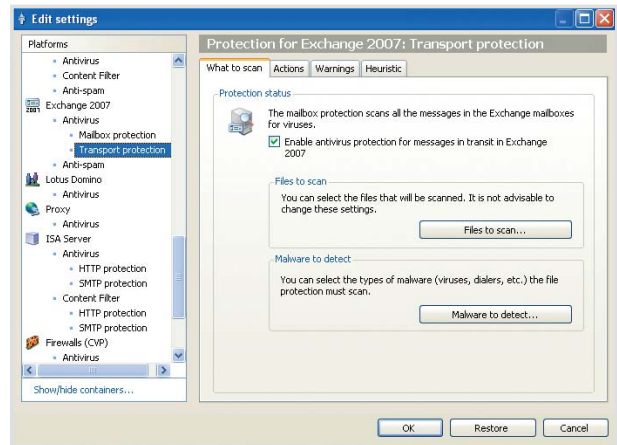 Edit settings
Platforms
Antivirus
Content Filter
Anti-spam
2007
Exchange 2007
Antivirus
Mailbox protection
Transport protection
Anti-spam
Lotus Domino
Antivirus
Proxy
Antivirus
ISA Server
Antivirus
HTTP protection
SMTP protection
Content Filter
HTTP protection
SMTP protection
Firewalls (CVP)
Antivirus
Show/hide containers...
Protection for Exchange 2007: Transport protection
What to scan Actions Warnings Heuristic
Protection status
The mailbox protection scans all the messages in the Exchange mailboxes
for viruses.
Enable antivirus protection for messages in transit in Exchange
2007
Files to scan
You can select the files that will be scanned. It is not advisable to
change these settings.
Files to scan...
Malware to detect
You can select the types of malware (viruses, dialers, etc.) the file
protection must scan.
Malware to detect...
OK Restore Cancel